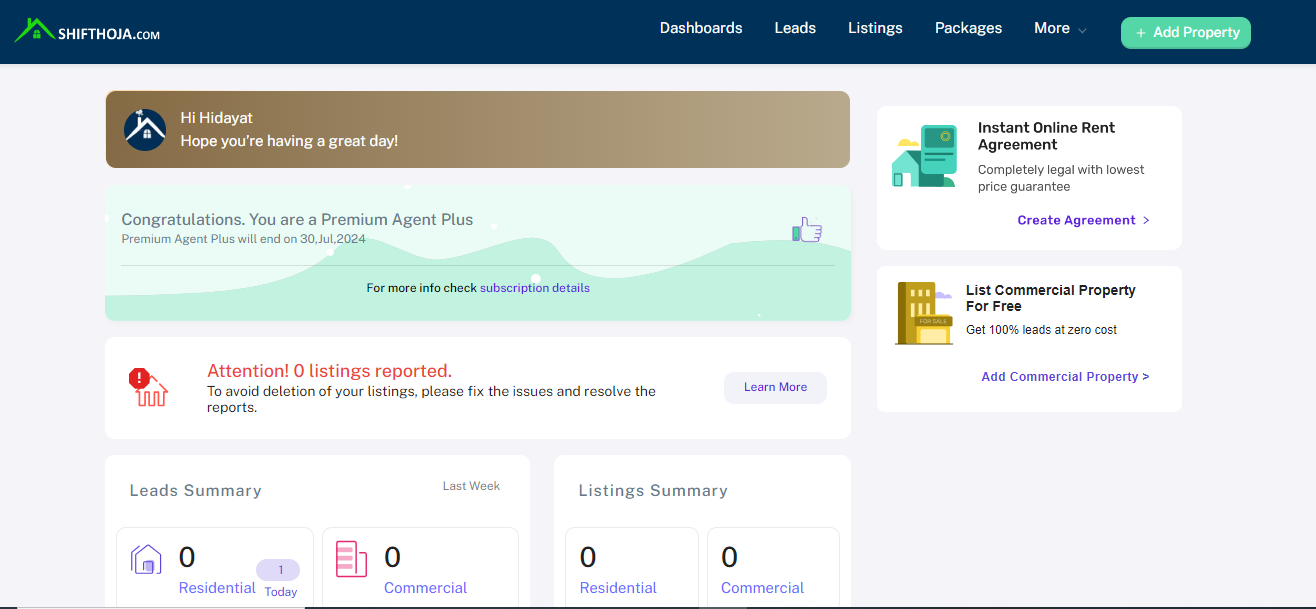 SHIFTHOJA.COM
Dashboards
Leads
Listings
Packages
More
+ Add Property
Hi Hidayat
Hope you're having a great day!
Congratulations. You are a Premium Agent Plus
Premium Agent Plus will end on 30,Jul,2024
For more info check subscription details
Attention! 0 listings reported.
To avoid deletion of your listings, please fix the issues and resolve the
reports.
Learn More
Leads Summary
Last Week
0
Residential
1
Today
0
Commercial
Listings Summary
0
Residential
0
Commercial
Instant Online Rent
Agreement
Completely legal with lowest
price guarantee
Create Agreement >
FOR SALE
List Commercial Property
For Free
Get 100% leads at zero cost
Add Commercial Property >